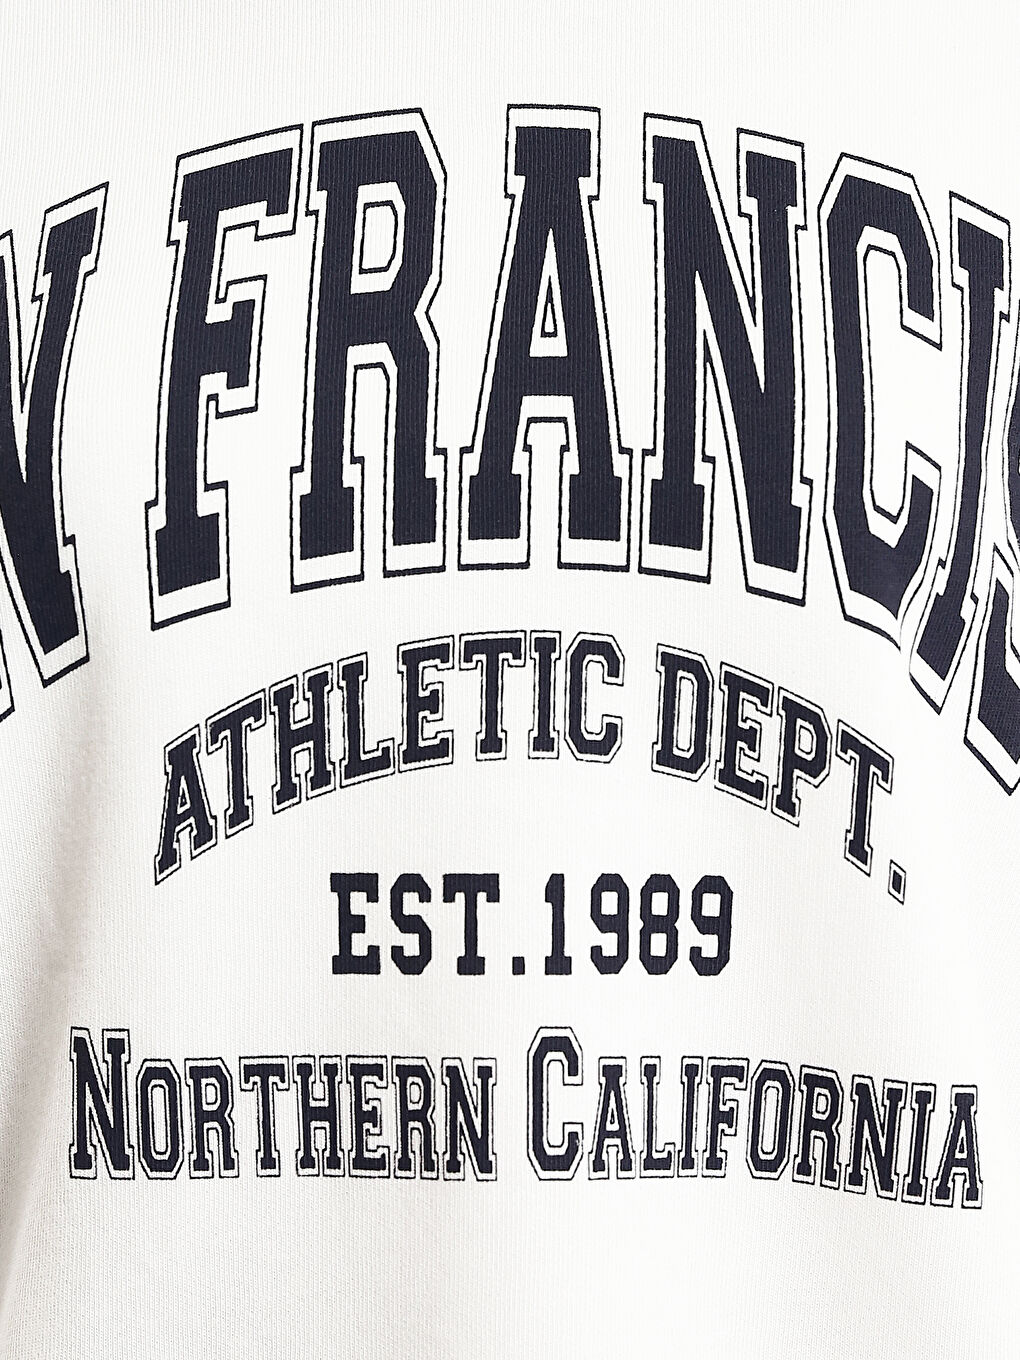 N FRANCIS
ATHLETIC DEPT.
EST.1989
NORTHERN CALIFORNIA